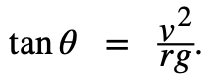 tan θ = v²/rg.